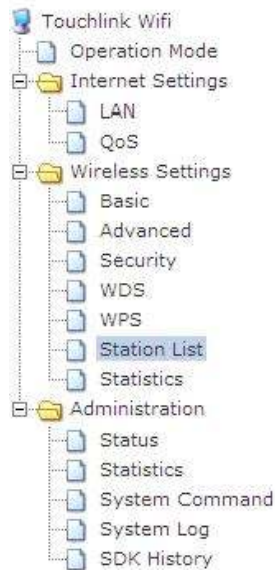 Touchlink Wifi
Operation Mode
Internet Settings
LAN
QoS
Wireless Settings
Basic
Advanced
Security
WDS
WPS
Station List
Statistics
Administration
Status
Statistics
System Command
System Log
SDK History